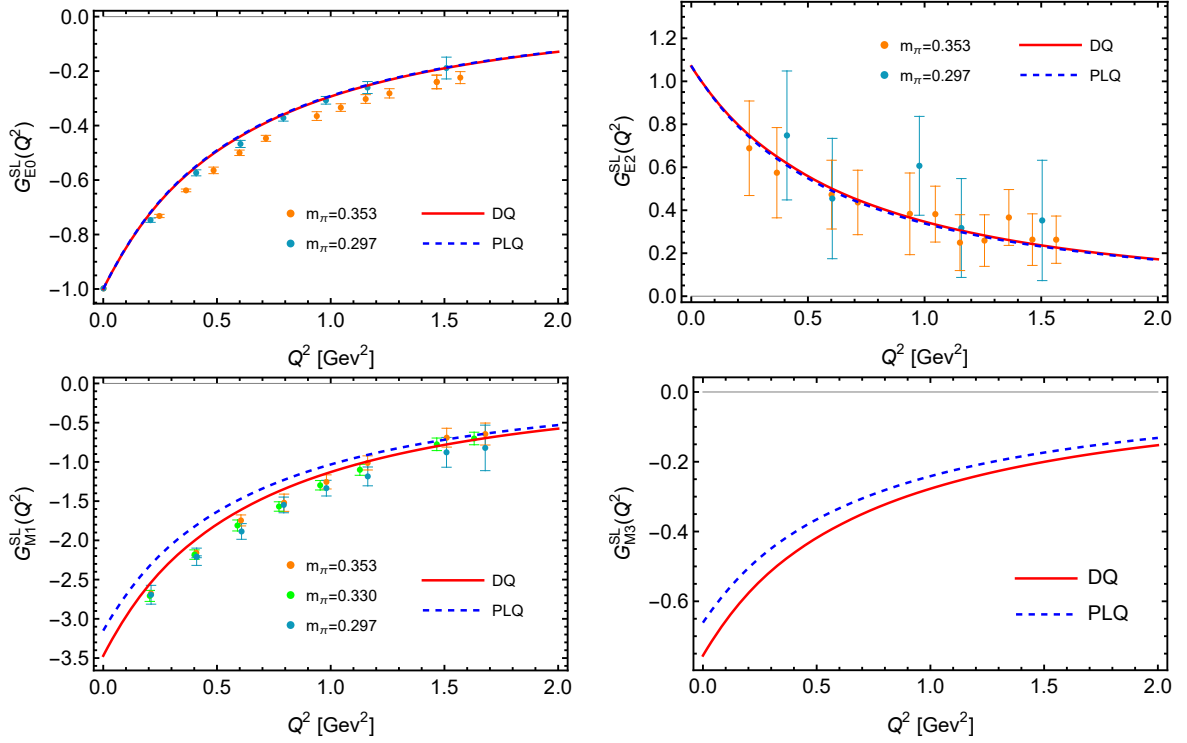 0.0
-0.2
-0.4
-0.6
-0.8
-1.0
G_{E0}^{SL}(Q^2)
m_π=0.353
m_π=0.297
DQ
PLQ
0.0 0.5 1.0 1.5 2.0
Q^2 [Gev^2]
1.2
1.0
0.8
0.6
0.4
0.2
0.0
G_{E2}^{SL}(Q^2)
m_π=0.353
m_π=0.297
DQ
PLQ
0.0 0.5 1.0 1.5 2.0
Q^2 [Gev^2]
0.0
-0.5
-1.0
-1.5
-2.0
-2.5
-3.0
-3.5
G_{M1}^{SL}(Q^2)
m_π=0.353
m_π=0.330
m_π=0.297
DQ
PLQ
0.0 0.5 1.0 1.5 2.0
Q^2 [Gev^2]
0.0
-0.2
-0.4
-0.6
G_{M3}^{SL}(Q^2)
DQ
PLQ
0.0 0.5 1.0 1.5 2.0
Q^2 [Gev^2]